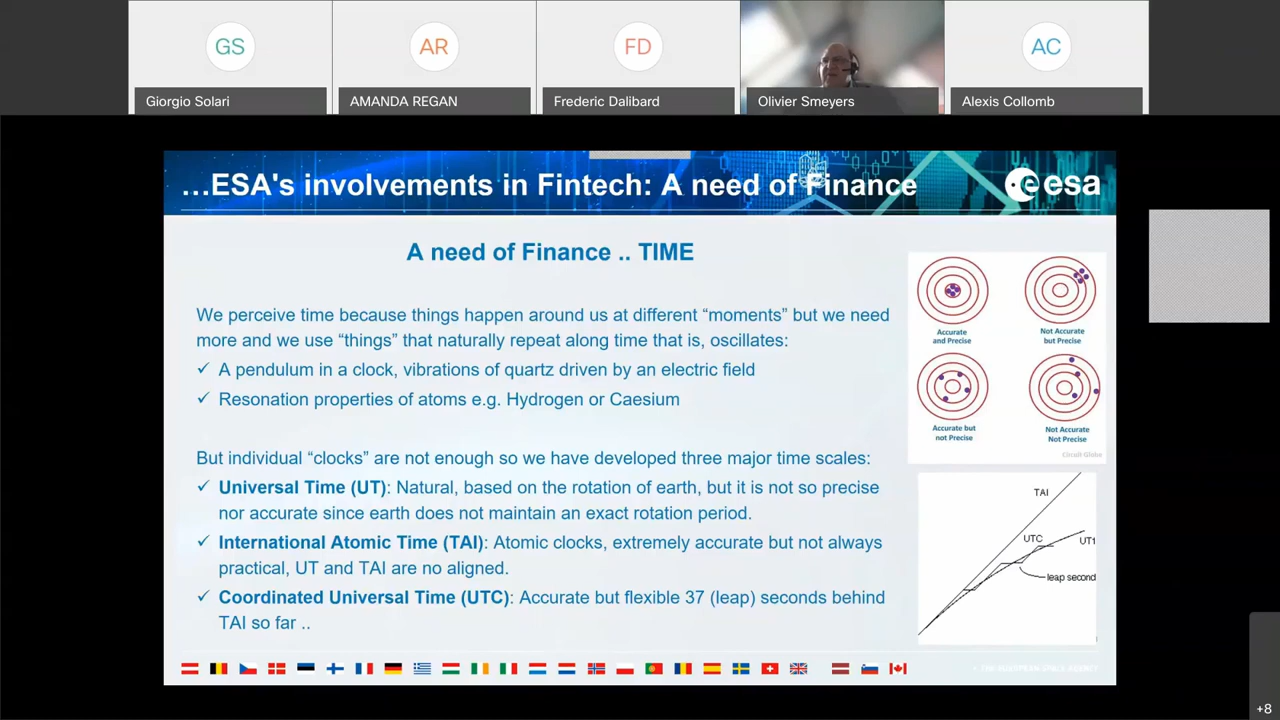 GS
AR
FD
AC
Giorgio Solari
AMANDA REGAN
Frederic Dalibard
Olivier Smeyers
Alexis Collomb
...ESA's involvements in Fintech: A need of Finance
esa
A need of Finance .. TIME
We perceive time because things happen around us at different “moments” but we need
more and we use “things” that naturally repeat along time that is, oscillates:
✓ A pendulum in a clock, vibrations of quartz driven by an electric field
✓ Resonation properties of atoms e.g. Hydrogen or Caesium
But individual “clocks” are not enough so we have developed three major time scales:
✓ Universal Time (UT): Natural, based on the rotation of earth, but it is not so precise
nor accurate since earth does not maintain an exact rotation period.
✓ International Atomic Time (TAI): Atomic clocks, extremely accurate but not always
practical, UT and TAI are no aligned.
✓ Coordinated Universal Time (UTC): Accurate but flexible 37 (leap) seconds behind
TAI so far ..
Accurate
and Precise
Not Accurate
but Precise
Accurate but
not Precise
Not Accurate
Not Precise
Circuit Globe
TAI
UTC
UT1
leap second
THE EUROPEAN SPACE AGENCY
+8